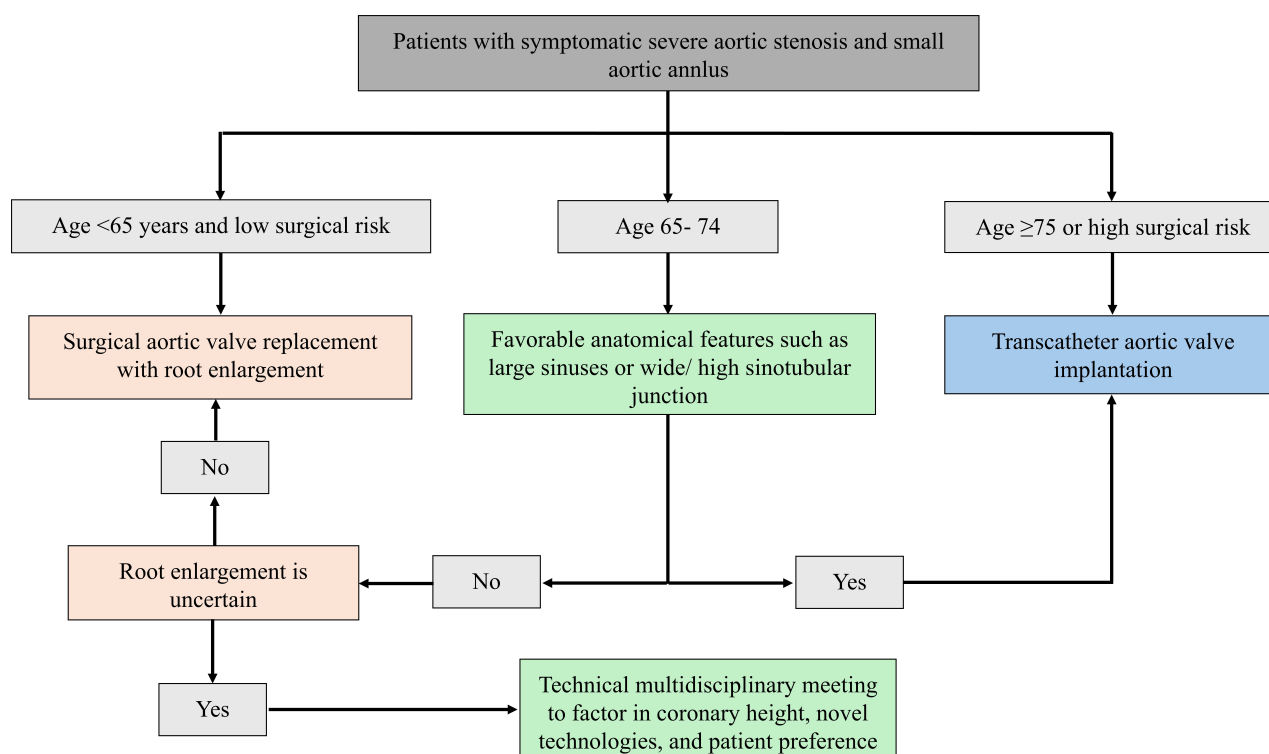 Patients with symptomatic severe aortic stenosis and small
aortic annlus
Age <65 years and low surgical risk
Age 65- 74
Age ≥75 or high surgical risk
Surgical aortic valve replacement
with root enlargement
Favorable anatomical features such as
large sinuses or wide/ high sinotubular
junction
Transcatheter aortic valve
implantation
No
Root enlargement is
uncertain
No
Yes
Yes
Technical multidisciplinary meeting
to factor in coronary height, novel
technologies, and patient preference